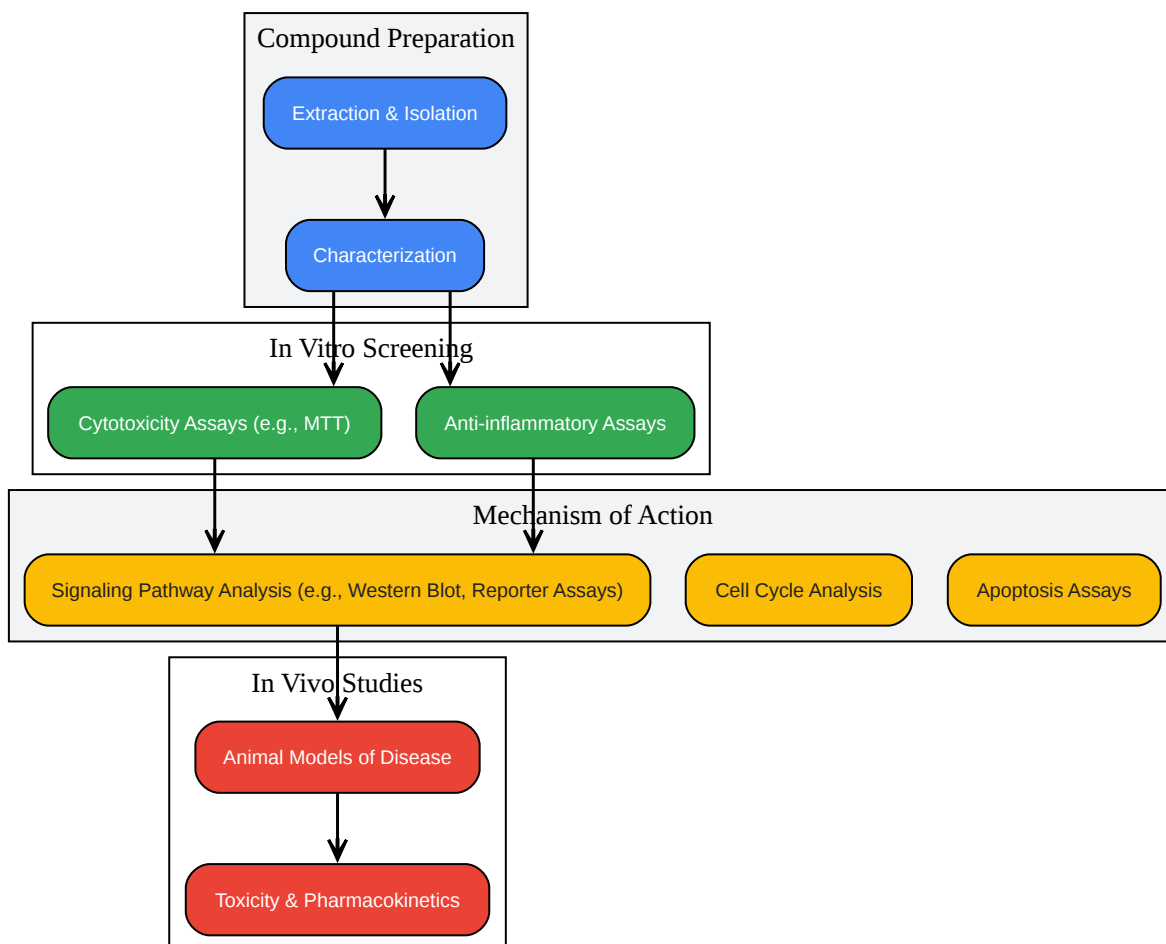 Compound Preparation
Extraction & Isolation
Characterization
In Vitro Screening
Cytotoxicity Assays (e.g., MTT)
Anti-inflammatory Assays
Mechanism of Action
Signaling Pathway Analysis (e.g., Western Blot, Reporter Assays)
Cell Cycle Analysis
Apoptosis Assays
In Vivo Studies
Animal Models of Disease
Toxicity & Pharmacokinetics